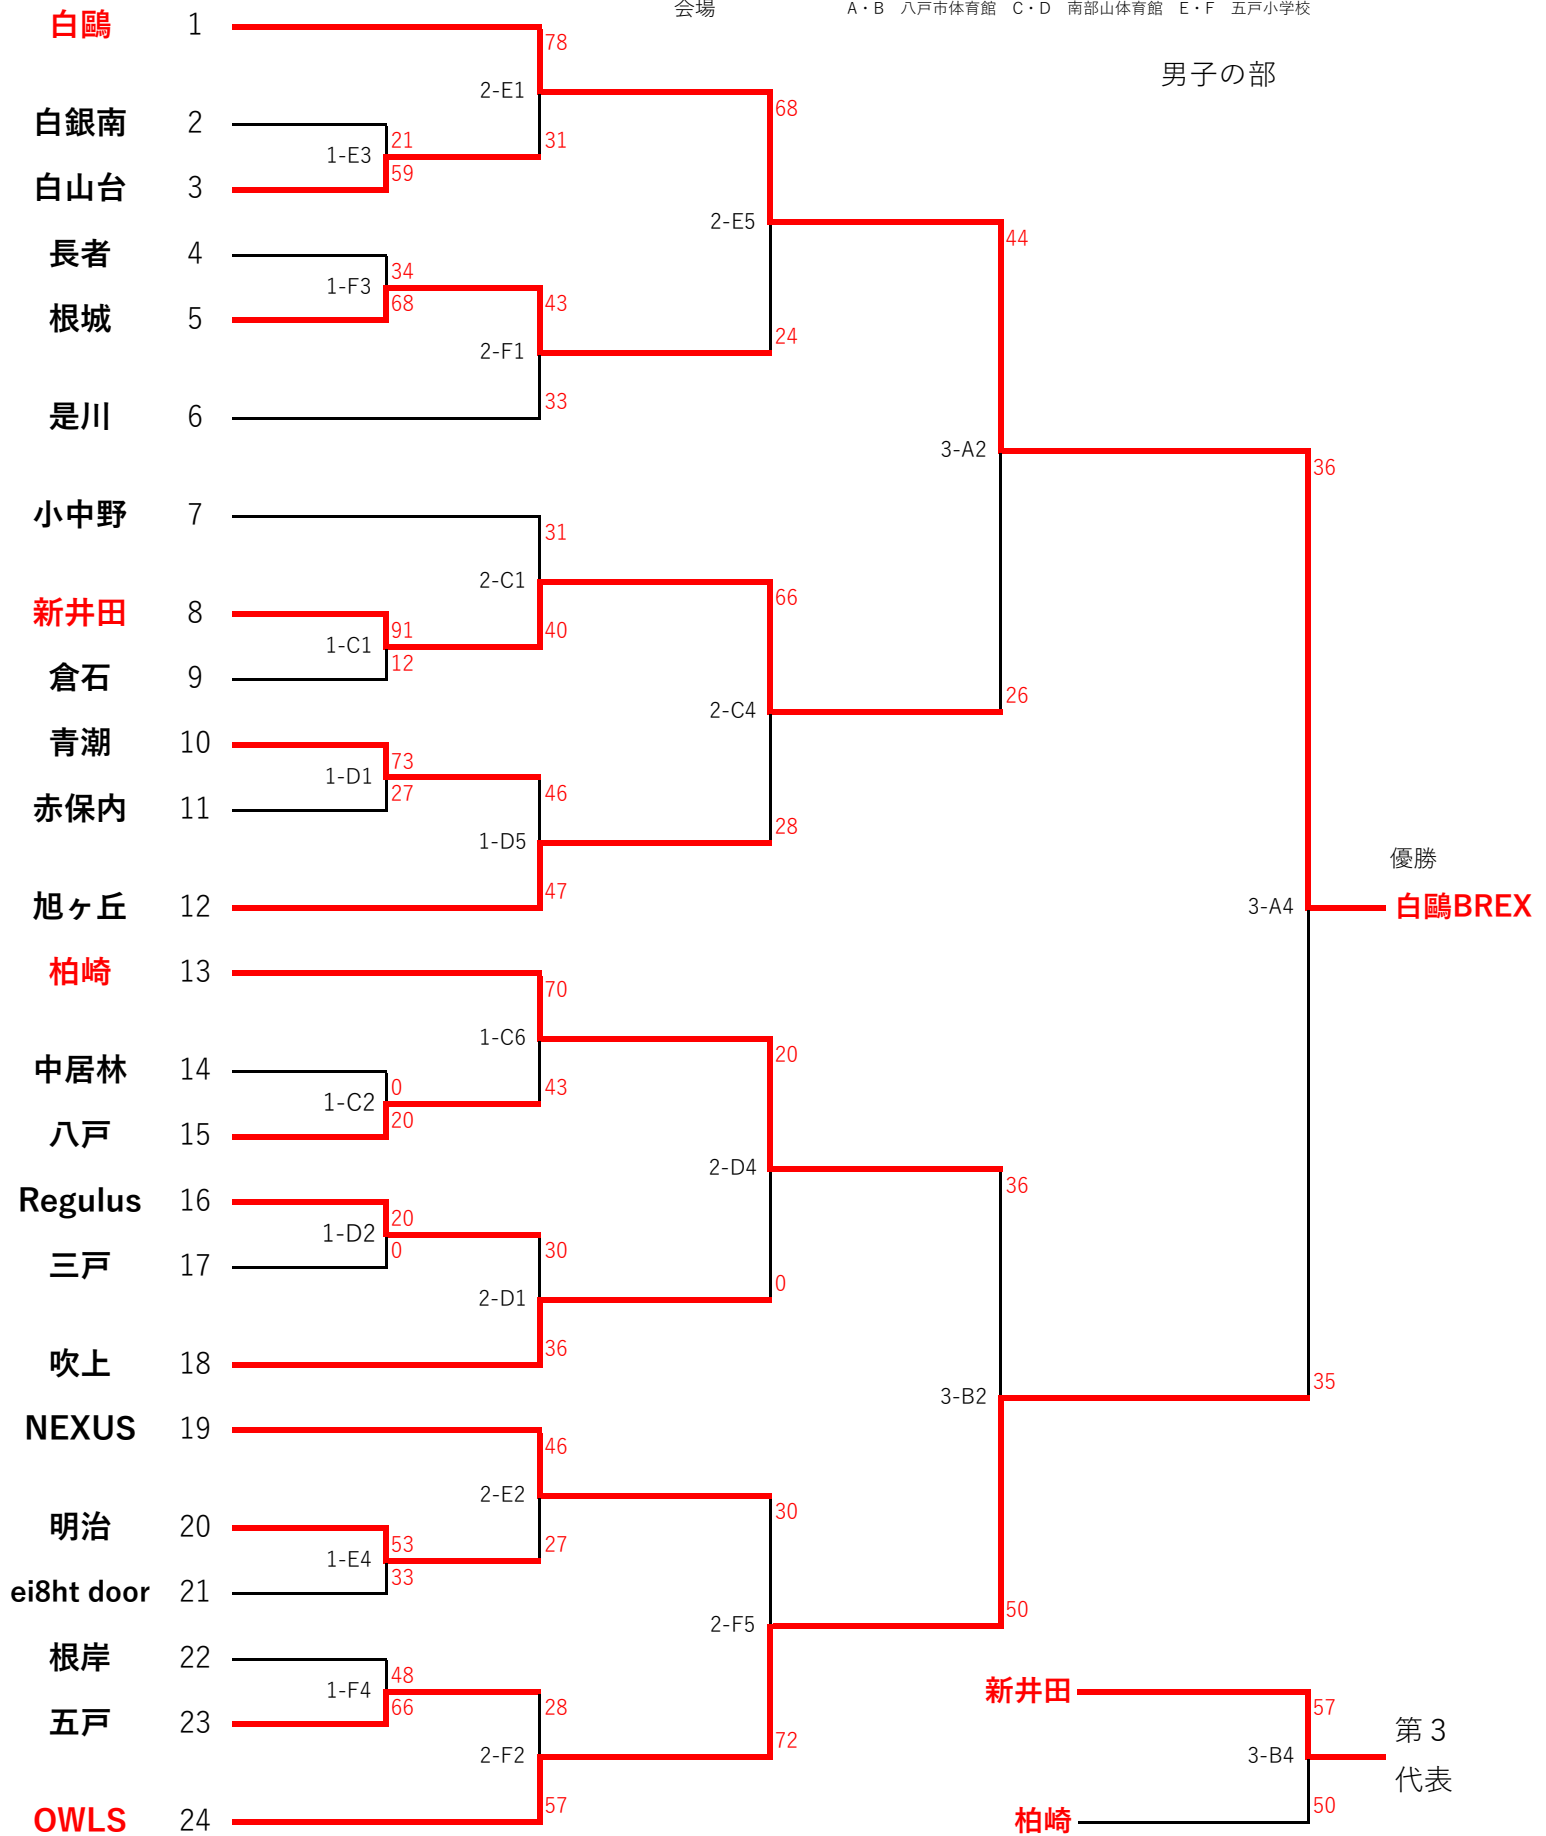 会場 A・B 八戸市体育館 C・D 南部山体育館 E・F 五戸小学校
男子の部
白鷗 1
78
2-E1
68
白銀南 2
21
31
1-E3
59
白山台 3
2-E5
44
長者 4
34
1-F3
68
43
根城 5
24
2-F1
33
是川 6
3-A2
36
小中野 7
31
2-C1
66
新井田 8
91
40
1-C1
12
倉石 9
26
2-C4
青潮 10
73
1-D1
27
46
赤保内 11
28
1-D5
47
旭ヶ丘 12
優勝
3-A4
白鷗BREX
柏崎 13
70
1-C6
20
中居林 14
0
43
1-C2
20
八戸 15
2-D4
36
Regulus 16
20
1-D2
0
30
三戸 17
0
2-D1
36
吹上 18
35
3-B2
NEXUS 19
46
2-E2
30
明治 20
53
27
1-E4
33
ei8ht door 21
50
2-F5
根岸 22
48
1-F4
66
28
五戸 23
72
2-F2
57
OWLS 24
新井田
57
第3
3-B4
代表
50
柏崎